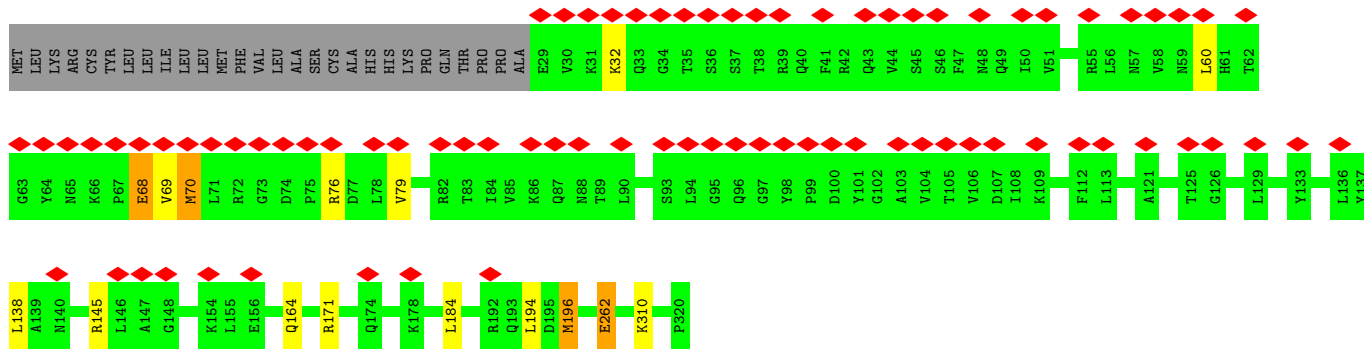 MET LEU LYS ARG CYS TYR LEU LEU ILE LEU LEU MET PHE VAL LEU ALA SER CYS ALA HIS HIS LYS PRO GLN THR PRO PRO ALA E29 V30 K31 K32 Q33 G34 T35 S36 S37 T38 R39 Q40 F41 R42 Q43 V44 S45 S46 F47 N48 Q49 I50 V51 R55 L56 N57 V58 N59 L60 H61 T62
G63 Y64 N65 K66 P67 E68 V69 M70 L71 R72 G73 D74 P75 R76 D77 L78 V79 R82 T83 I84 V85 K86 Q87 N88 T89 L90 S93 L94 G95 Q96 G97 Y98 P99 D100 Y101 G102 A103 V104 T105 V106 D107 I108 K109 F112 L113 A121 T125 G126 L129 Y133 L136 Y137
L138 A139 N140 R145 L146 A147 G148 K154 L155 E156 Q164 R171 Q174 K178 L184 R192 Q193 L194 D195 M196 E262 K310 P320